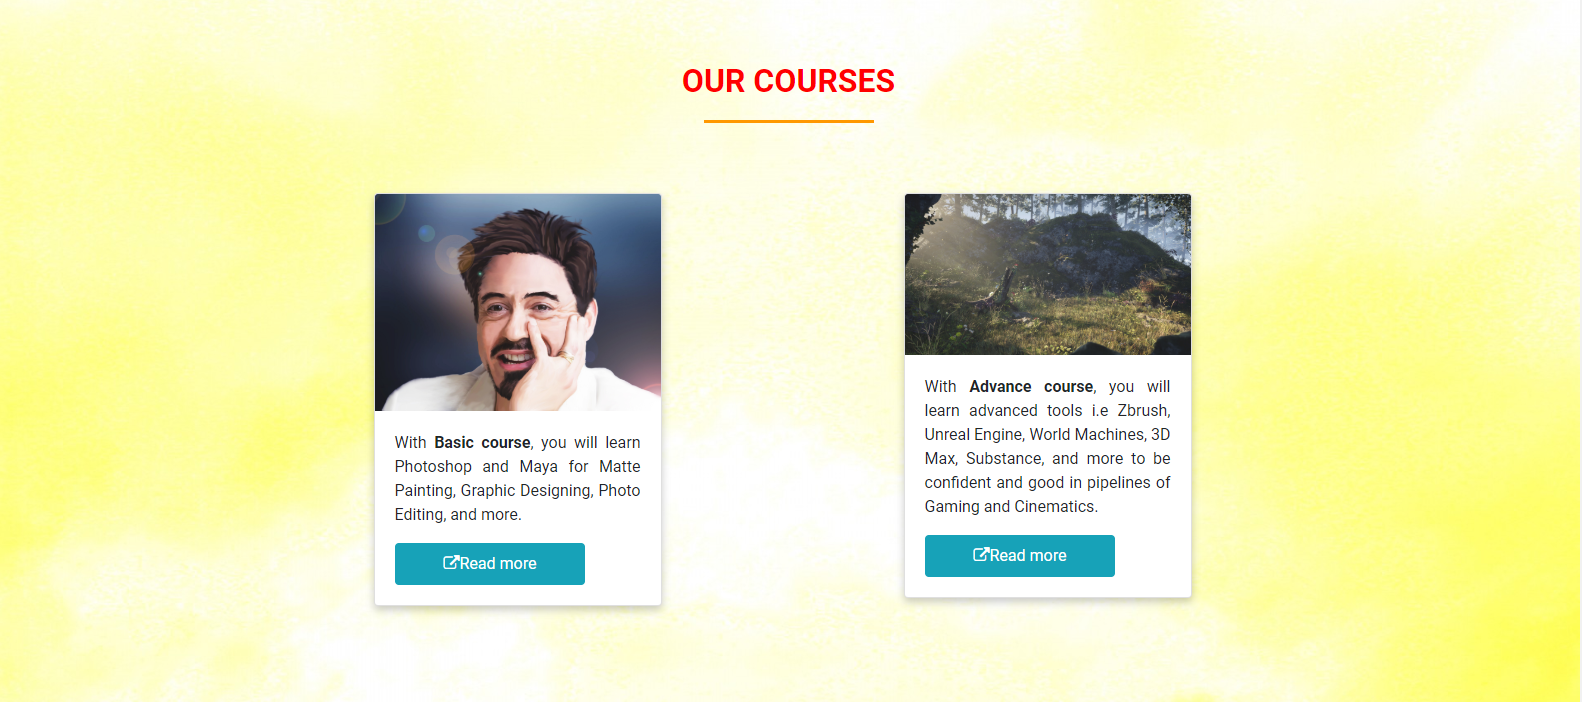 OUR COURSES
With Basic course, you will learn
Photoshop and Maya for Matte
Painting, Graphic Designing, Photo
Editing, and more.
Read more
With Advance course, you will
learn advanced tools i.e Zbrush,
Unreal Engine, World Machines, 3D
Max, Substance, and more to be
confident and good in pipelines of
Gaming and Cinematics.
Read more